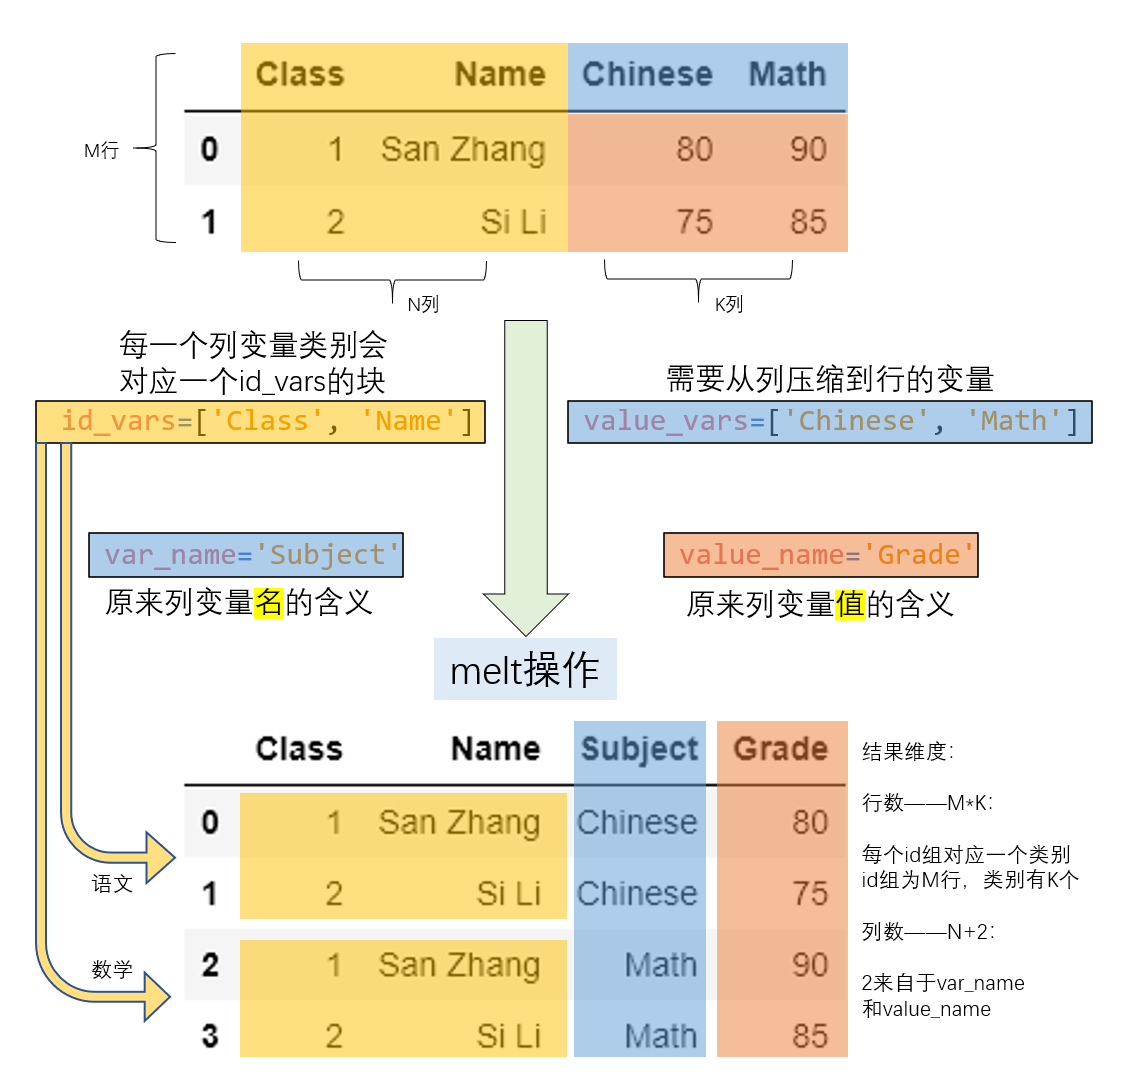 Class Name Chinese Math
M行
0 1 San Zhang 80 90
1 2 Si Li 75 85
N列
K列
每一个列变量类别会
对应一个id_vars的块
id_vars=['Class', 'Name']
需要从列压缩到行的变量
value_vars=['Chinese', 'Math']
var_name='Subject'
原来列变量名的含义
value_name='Grade'
原来列变量值的含义
melt操作
Class Name Subject Grade
0 1 San Zhang Chinese 80
1 2 Si Li Chinese 75
2 1 San Zhang Math 90
3 2 Si Li Math 85
语文
数学
结果维度：
行数——M*K：
每个id组对应一个类别
id组为M行，类别有K个
列数——N+2：
2来自于var_name
和value_name